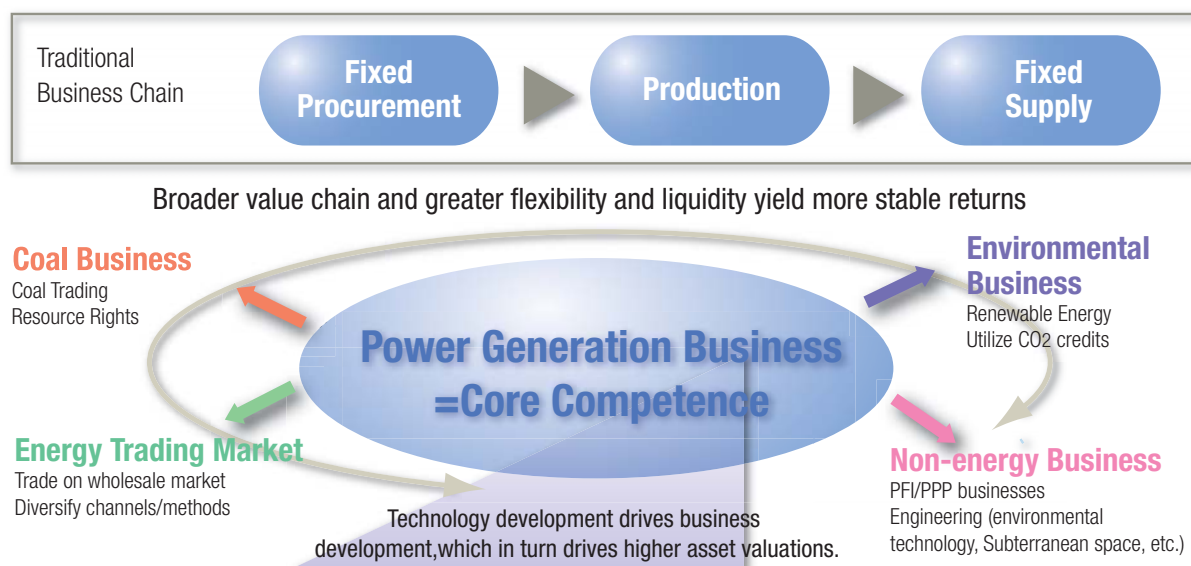 Traditional
Business Chain
Fixed
Procurement
Production
Fixed
Supply
Broader value chain and greater flexibility and liquidity yield more stable returns
Coal Business
Coal Trading
Resource Rights
Environmental
Business
Renewable Energy
Utilize CO2 credits
Power Generation Business
=Core Competence
Energy Trading Market
Trade on wholesale market
Diversify channels/methods
Non-energy Business
PFI/PPP businesses
Engineering (environmental
technology, Subterranean space, etc.)
Technology development drives business
development,which in turn drives higher asset valuations.